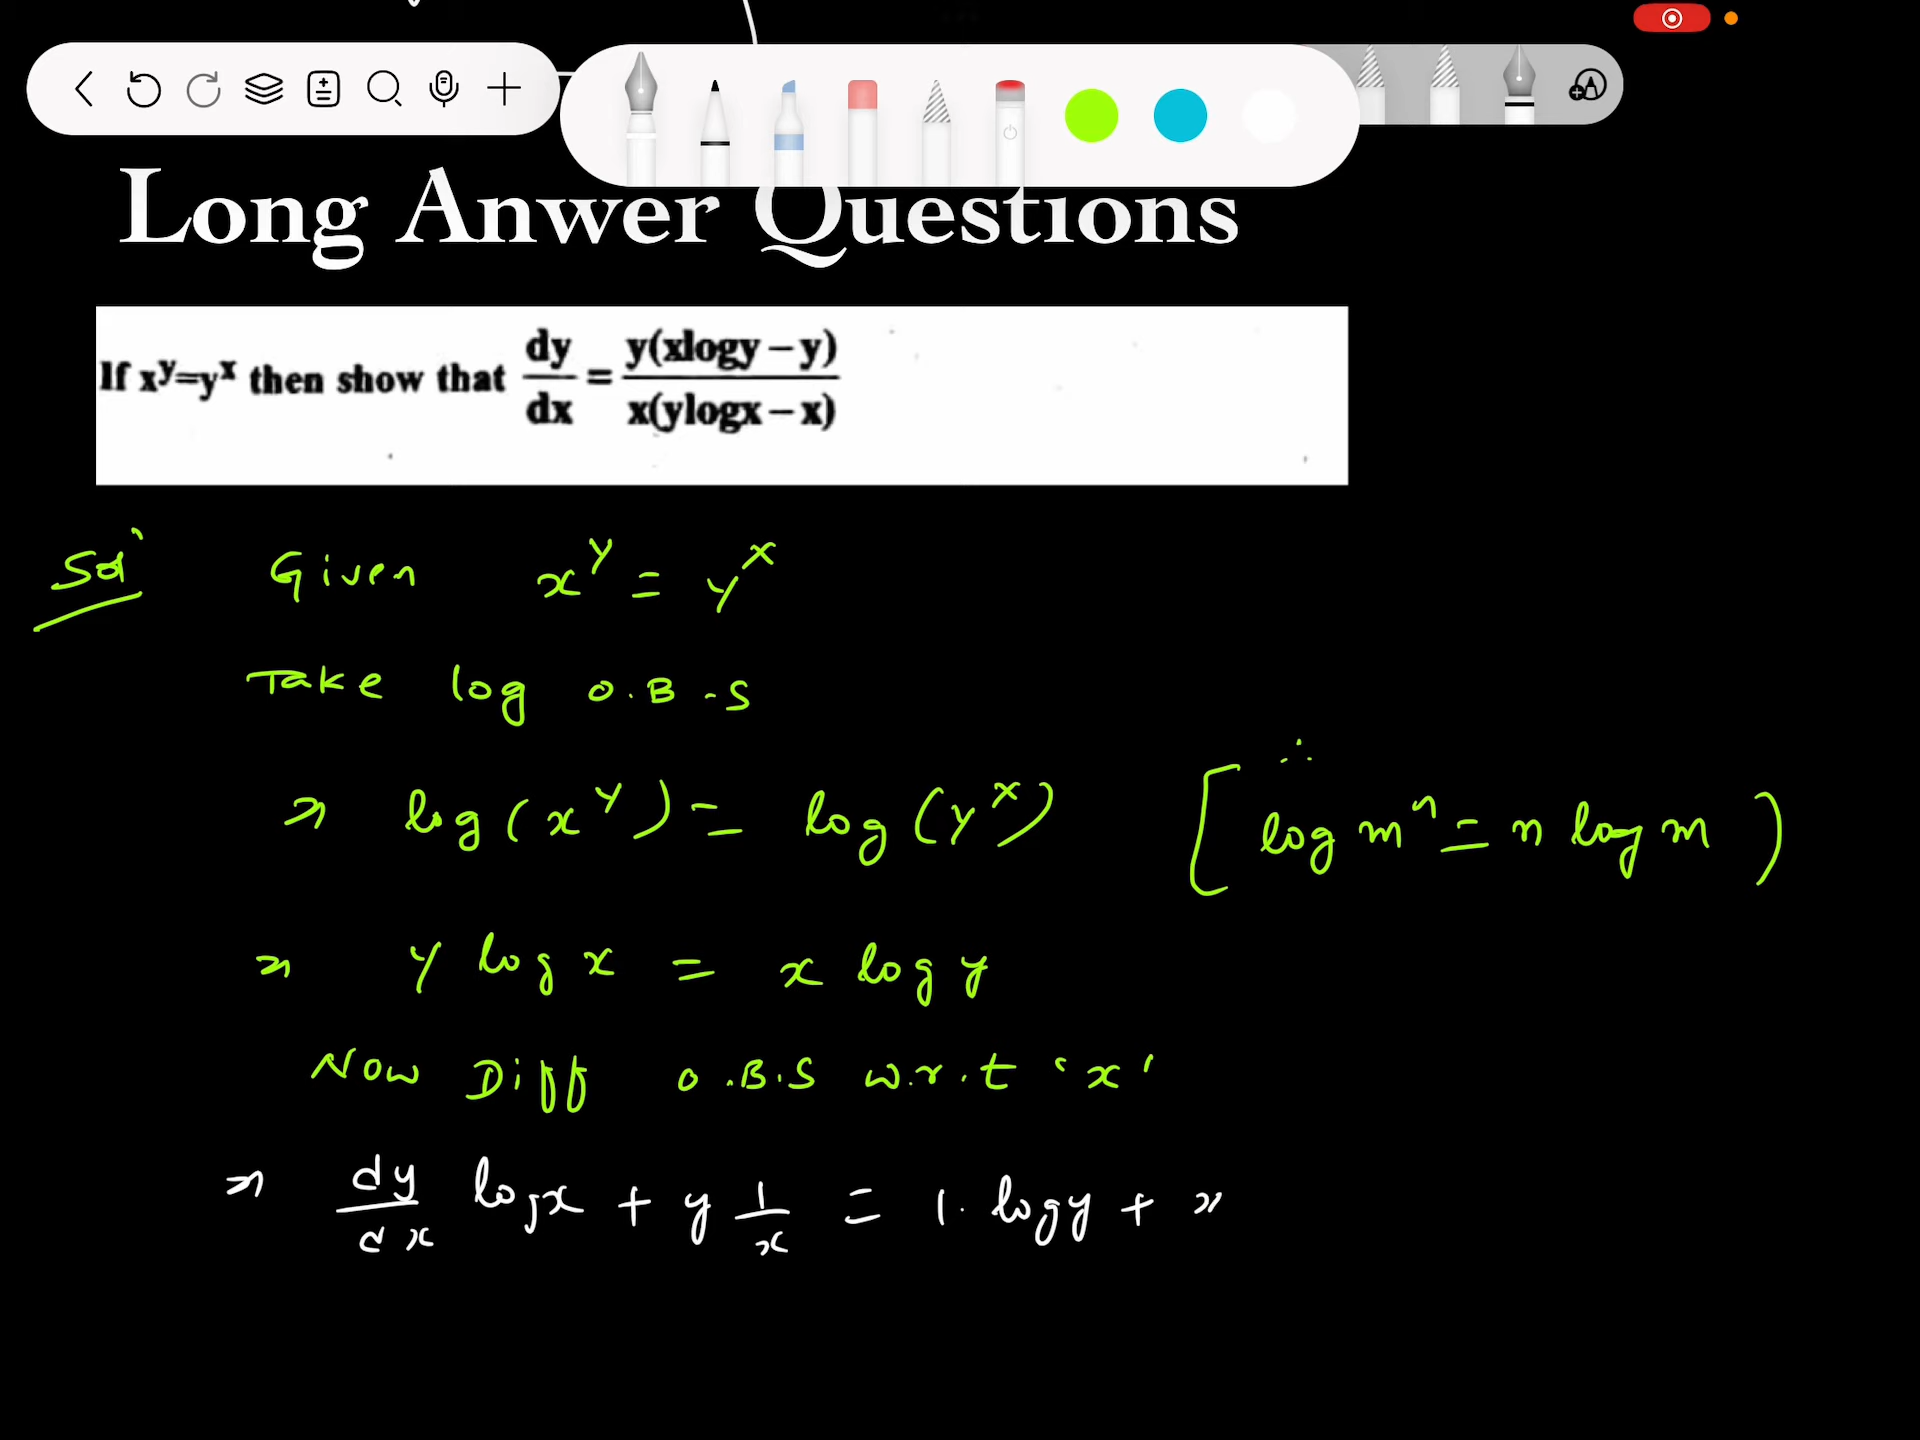 Long Anwer Questions
If x^y=y^x then show that dy/dx = y(xlogy – y)/x(ylogx – x)
Sol Given x^y = y^x
Take log O.B.S
⇒ log(x^y) = log(y^x) [∴ log m^n = n log m)
⇒ y log x = x log y
Now Diff O.B.S w.r.t 'x'
⇒ dy/dx logx + y 1/x = 1. logy + x